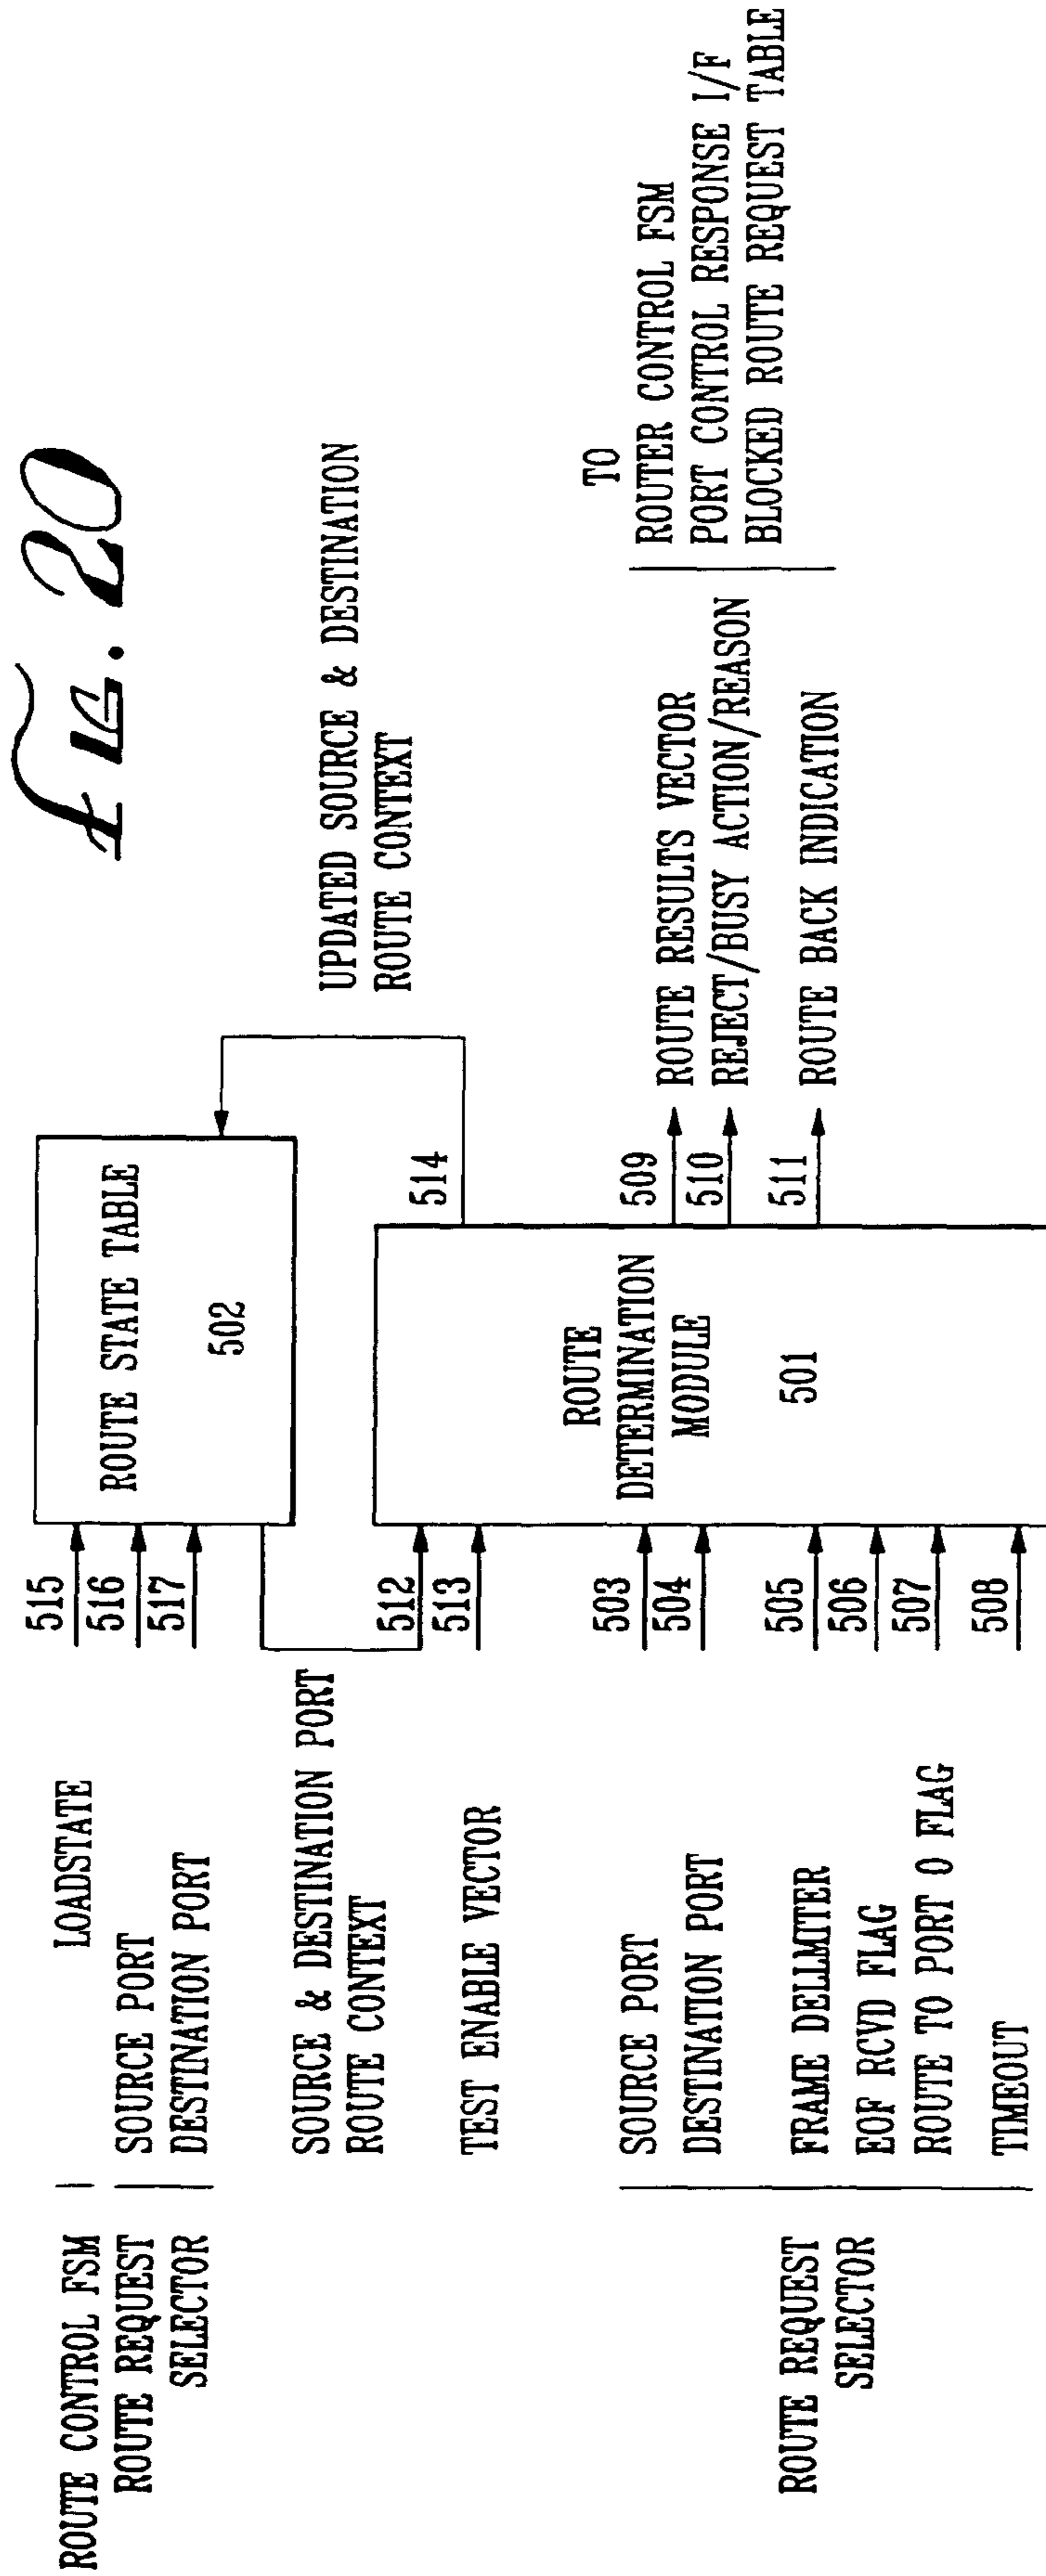 FIG. 20
ROUTE CONTROL FSM
LOADSTATE
515
ROUTE REQUEST
SELECTOR
SOURCE PORT
516
DESTINATION PORT
517
ROUTE STATE TABLE
502
UPDATED SOURCE & DESTINATION
ROUTE CONTEXT
SOURCE & DESTINATION PORT
ROUTE CONTEXT
512
TEST ENABLE VECTOR
513
514
ROUTE REQUEST
SELECTOR
SOURCE PORT
503
DESTINATION PORT
504
FRAME DELLMITER
505
EOF RCVD FLAG
506
ROUTE TO PORT 0 FLAG
507
TIMEOUT
508
ROUTE
DETERMINATION
MODULE
501
509
ROUTE RESULTS VECTOR
510
REJECT/BUSY ACTION/REASON
511
ROUTE BACK INDICATION
TO
ROUTER CONTROL FSM
PORT CONTROL RESPONSE I/F
BLOCKED ROUTE REQUEST TABLE